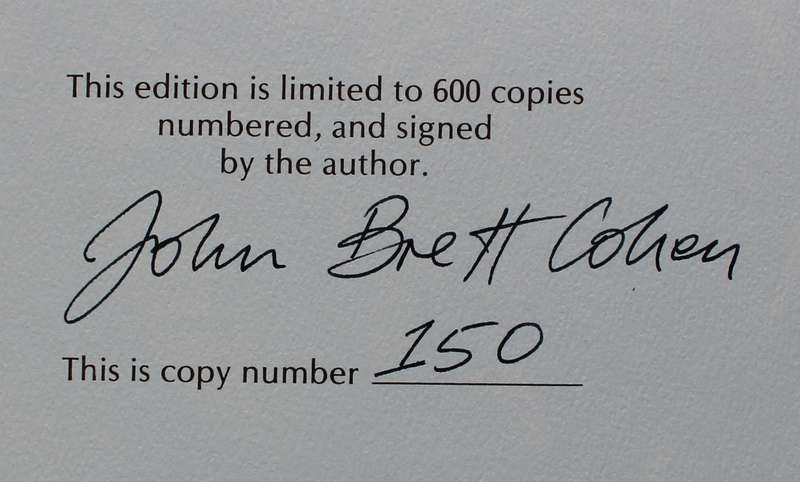 This edition is limited to 600 copies
numbered, and signed
by the author.
John Brett Cohen
This is copy number 150